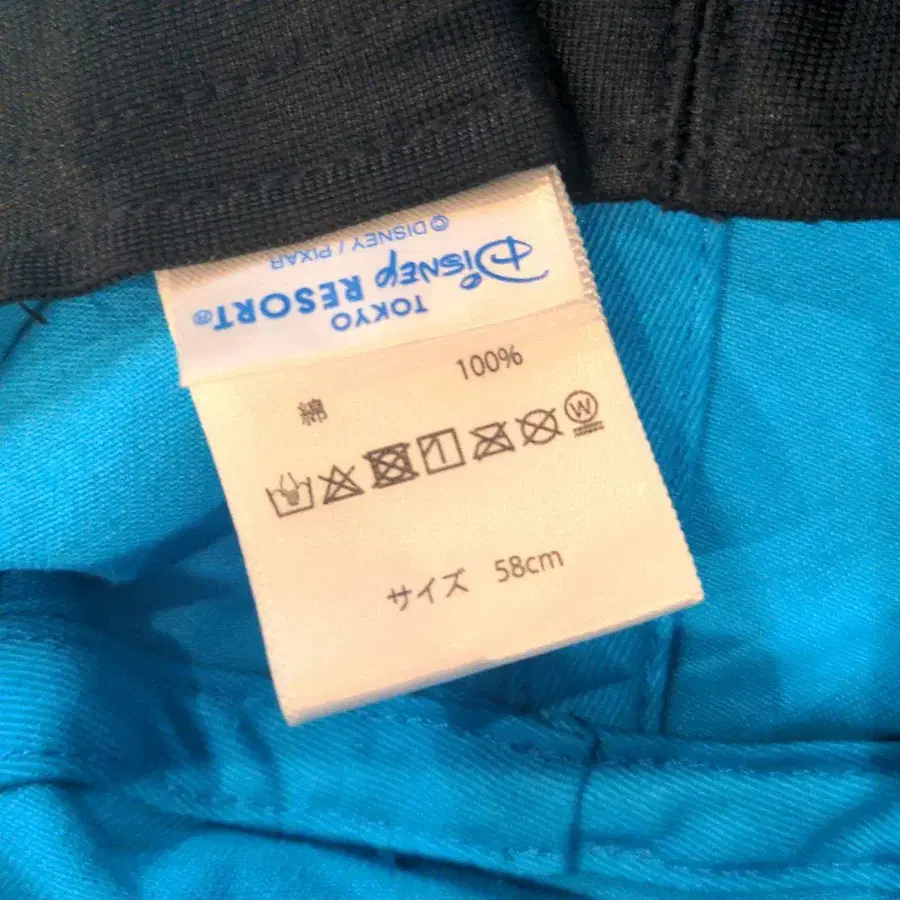 TOKYO
Disney RESORT®
© DISNEY / PIXAR
綿 100%
W
サイズ 58cm